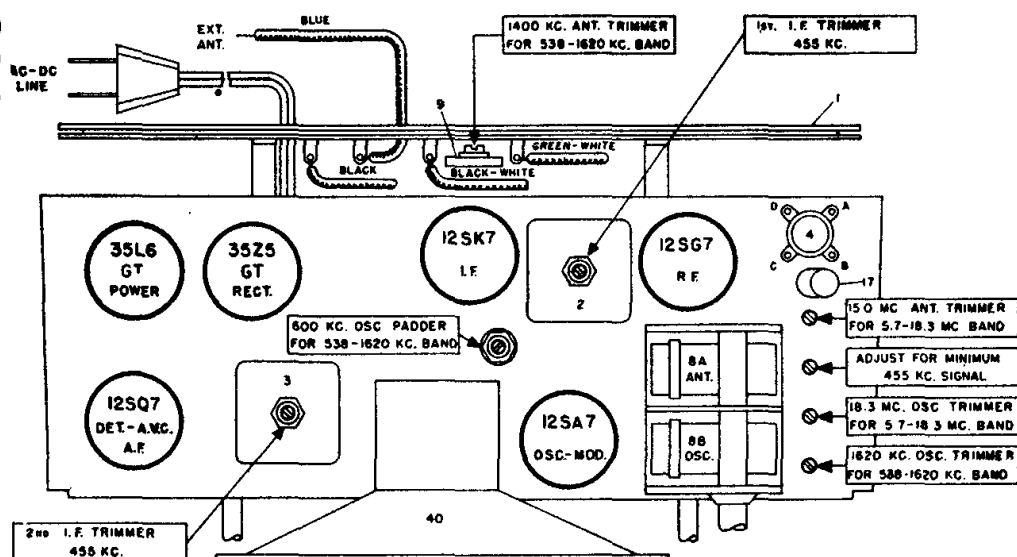 BLUE
EXT.
ANT.
1400 KC. ANT. TRIMMER
FOR 538-1620 KC. BAND
1ST. I.F. TRIMMER
455 KC.
AC-DC
LINE
9
1
GREEN-WHITE
BLACK
BLACK-WHITE
D A
4
C B
17
35L6
GT
POWER
35Z5
GT
RECT.
12SK7
I.F.
2
12SG7
R.F.
15.0 MC ANT. TRIMMER
FOR 5.7-18.3 MC BAND
600 KC. OSC PADDER
FOR 538-1620 KC. BAND
8A
ANT.
ADJUST FOR MINIMUM
455 KC. SIGNAL
3
12SQ7
DET.-A.V.C.
A.F.
12SA7
OSC-MOD.
8B
OSC.
18.3 MC. OSC TRIMMER
FOR 5.7-18.3 MC. BAND
1620 KC. OSC. TRIMMER
FOR 538-1620 KC. BAND
40
2ND I.F. TRIMMER
455 KC.